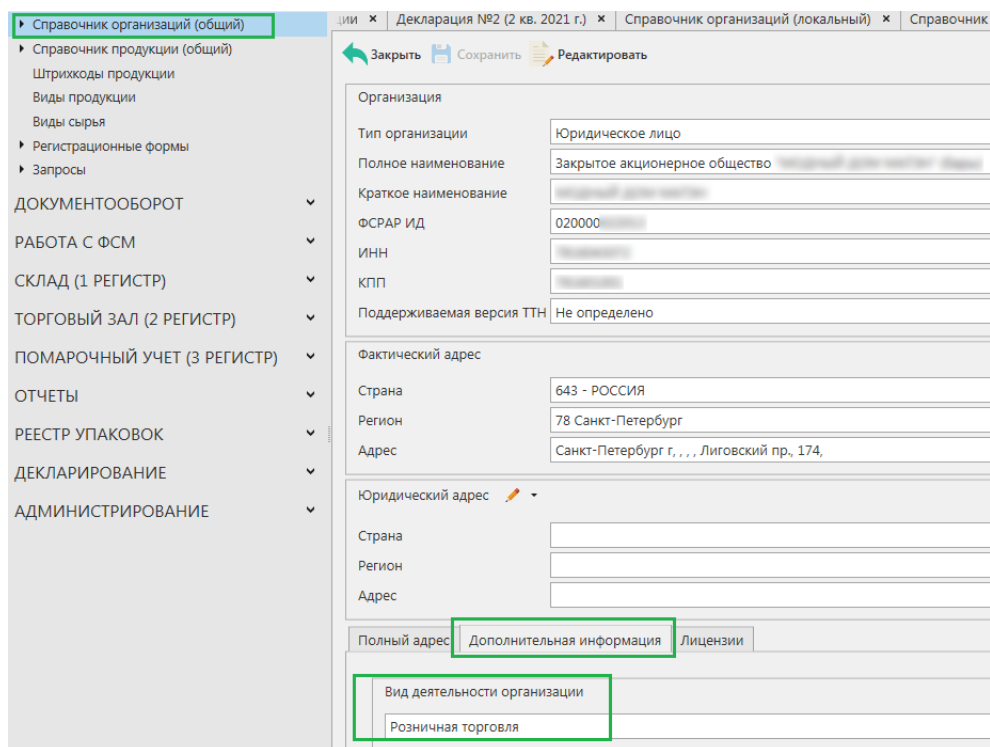 Справочник организаций (общий)
Справочник продукции (общий)
Штрихкоды продукции
Виды продукции
Виды сырья
Регистрационные формы
Запросы
ДОКУМЕНТООБОРОТ
РАБОТА С ФСМ
СКЛАД (1 РЕГИСТР)
ТОРГОВЫЙ ЗАЛ (2 РЕГИСТР)
ПОМАРОЧНЫЙ УЧЕТ (3 РЕГИСТР)
ОТЧЕТЫ
РЕЕСТР УПАКОВОК
ДЕКЛАРИРОВАНИЕ
АДМИНИСТРИРОВАНИЕ
ции × Декларация №2 (2 кв. 2021 г.) × Справочник организаций (локальный) × Справочник
Закрыть Сохранить Редактировать
Организация
Тип организации Юридическое лицо
Полное наименование Закрытое акционерное общество
Краткое наименование
ФСРАР ИД 020000
ИНН
КПП
Поддерживаемая версия ТТН Не определено
Фактический адрес
Страна 643 - РОССИЯ
Регион 78 Санкт-Петербург
Адрес Санкт-Петербург г, , , , Лиговский пр., 174,
Юридический адрес
Страна
Регион
Адрес
Полный адрес Дополнительная информация Лицензии
Вид деятельности организации
Розничная торговля